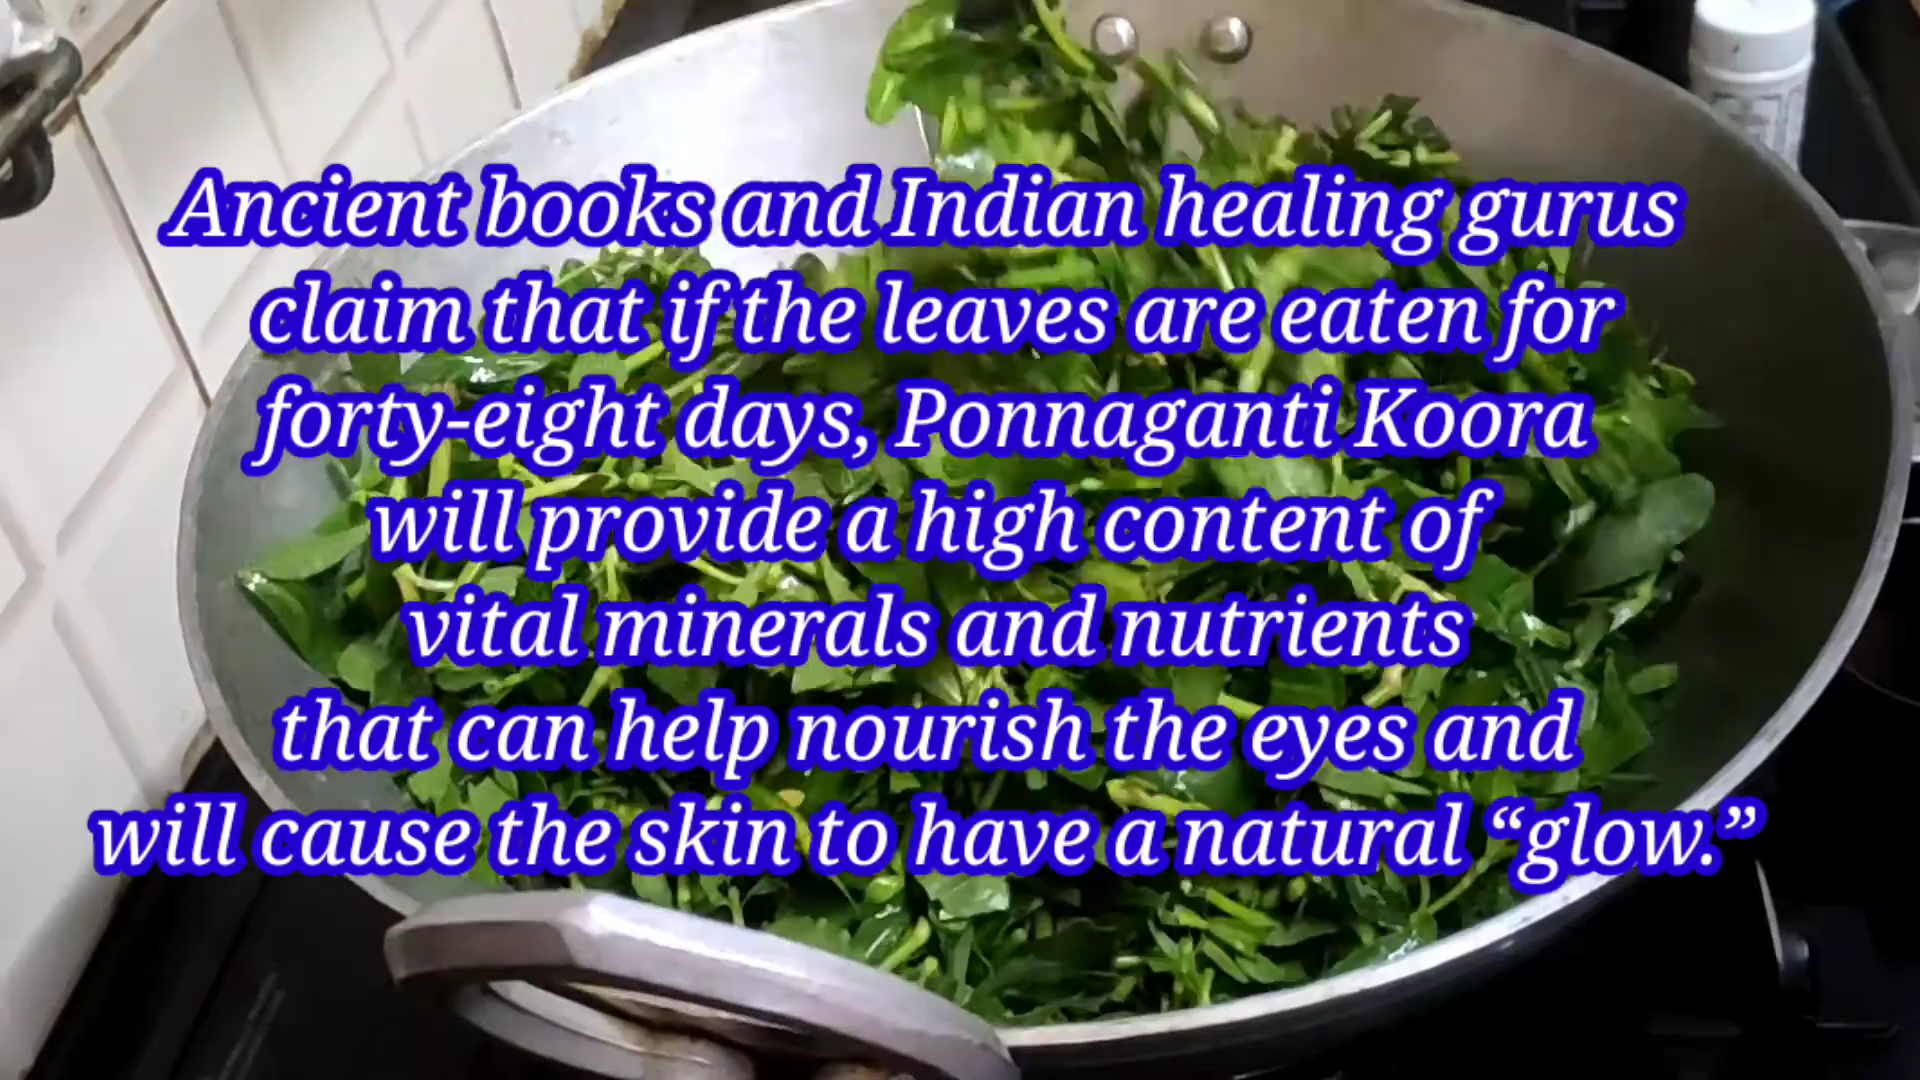 Ancient books and Indian healing gurus
claim that if the leaves are eaten for
forty-eight days, Ponnaganti Koora
will provide a high content of
vital minerals and nutrients
that can help nourish the eyes and
will cause the skin to have a natural “glow.”